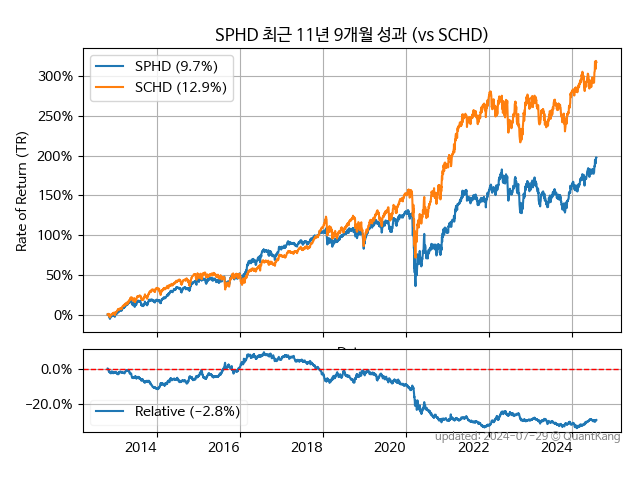 SPHD 최근 11년 9개월 성과 (vs SCHD)
SPHD (9.7%)
SCHD (12.9%)
Rate of Return (TR)
300%
250%
200%
150%
100%
50%
0%
0.0%
−20.0%
Relative (−2.8%)
2014 2016 2018 2020 2022 2024
updated: 2024-07-29 © QuantKang